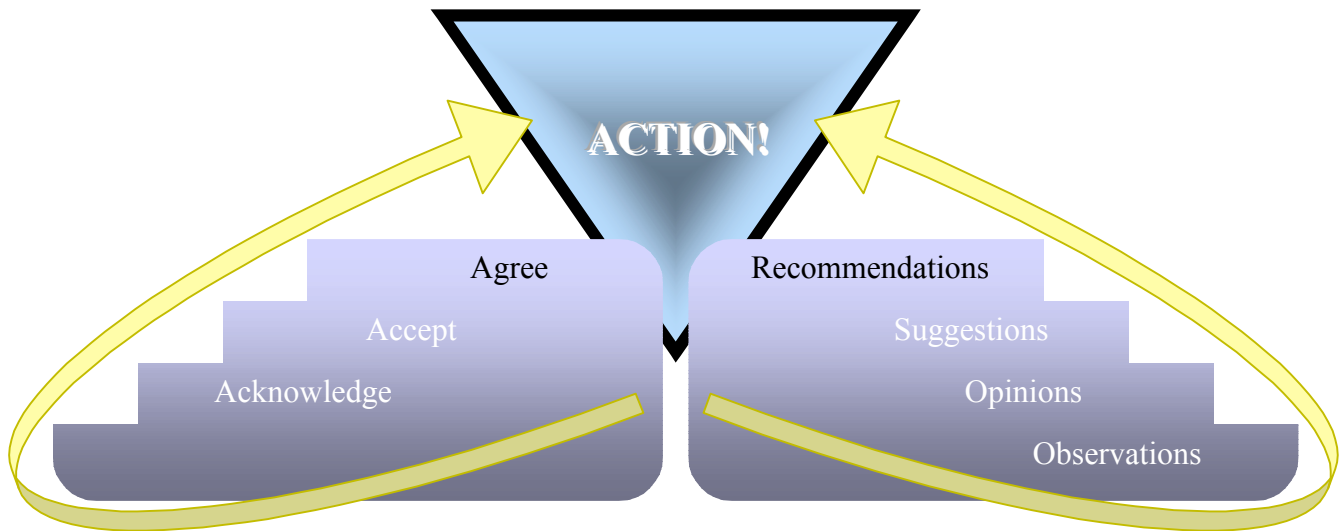 ACTION!
Agree
Accept
Acknowledge
Recommendations
Suggestions
Opinions
Observations